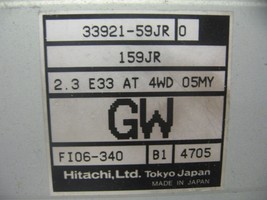 33921-59JR 0
159JR
2.3 E33 AT 4WD 05MY
GW
FI06-340 B1 4705
Hitachi, Ltd. Tokyo Japan
MADE IN JAPAN